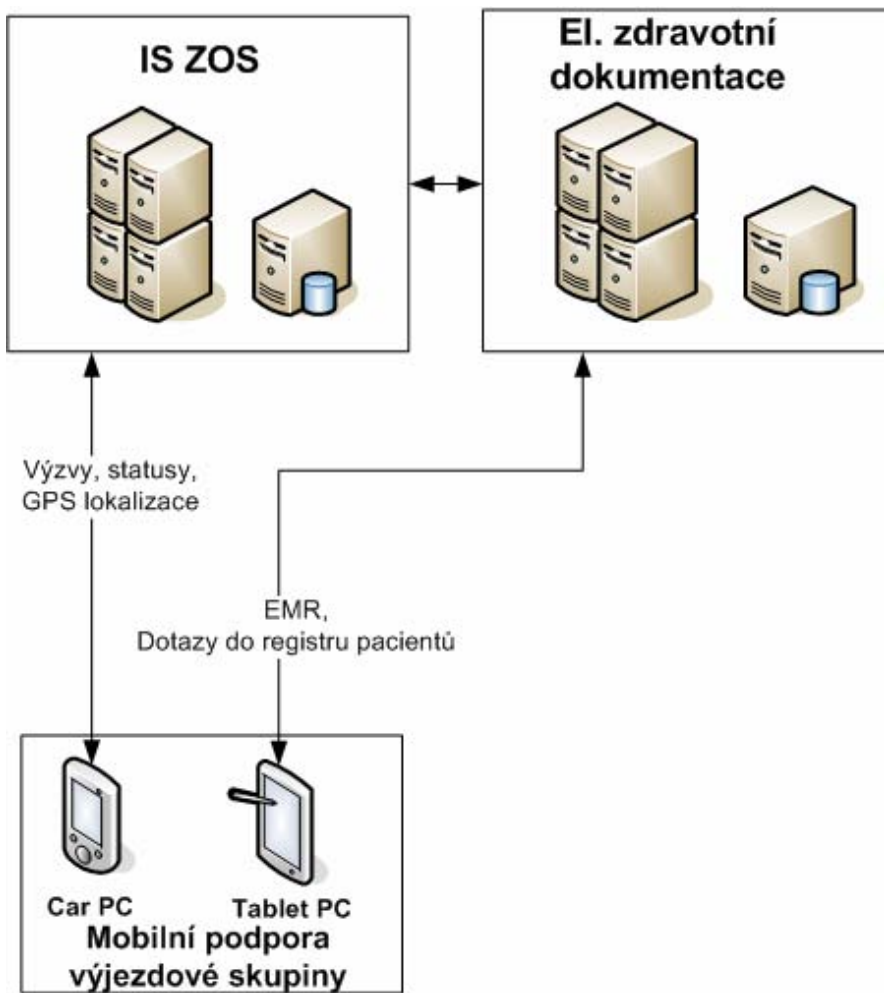 IS ZOS
El. zdravotní
dokumentace
Výzvy, statusy,
GPS lokalizace
EMR,
Dotazy do registru pacientů
Car PC
Tablet PC
Mobilní podpora
výjezdové skupiny